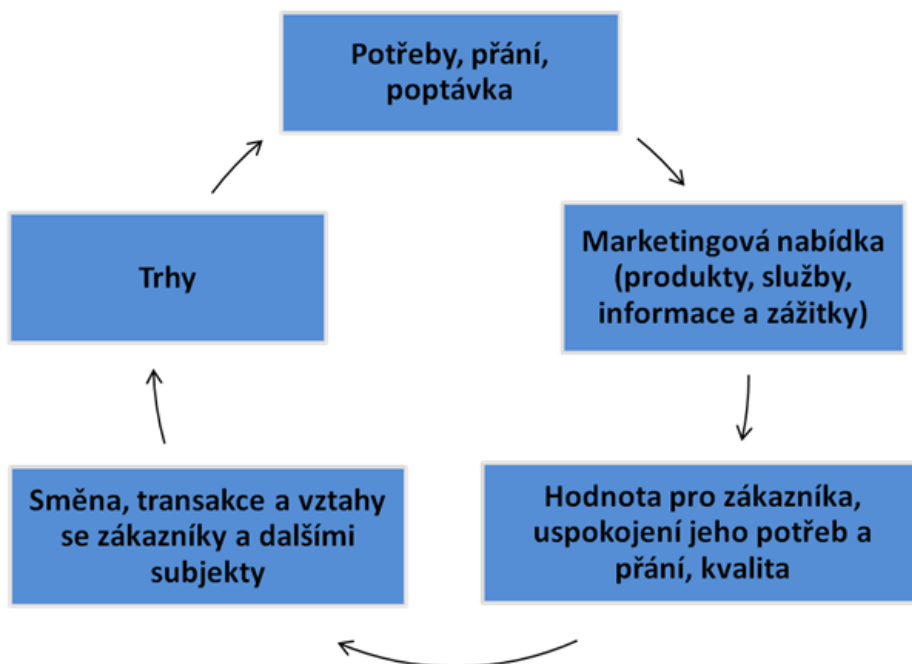 Potřeby, přání,
poptávka
Marketingová nabídka
(produkty, služby,
informace a zážitky)
Hodnota pro zákazníka,
uspokojení jeho potřeb a
přání, kvalita
Směna, transakce a vztahy
se zákazníky a dalšími
subjekty
Trhy